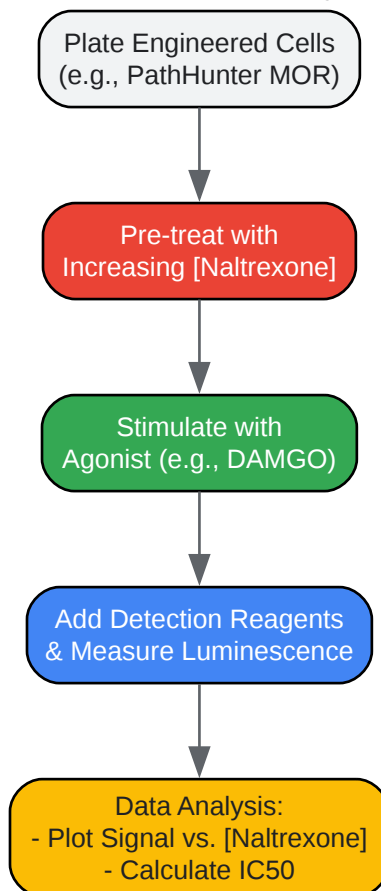 Plate Engineered Cells
(e.g., PathHunter MOR)
Pre-treat with
Increasing [Naltrexone]
Stimulate with
Agonist (e.g., DAMGO)
Add Detection Reagents
& Measure Luminescence
Data Analysis:
- Plot Signal vs. [Naltrexone]
- Calculate IC50